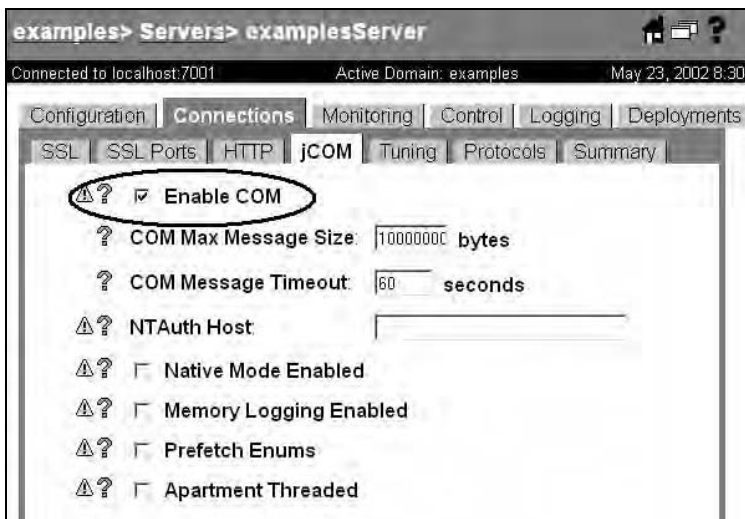 examples> Servers> examplesServer
Connected to localhost:7001 Active Domain: examples May 23, 2002 8:30
Configuration Connections Monitoring Control Logging Deployments
SSL SSL Ports HTTP jCOM Tuning Protocols Summary
Enable COM
COM Max Message Size: 10000000 bytes
COM Message Timeout: 60 seconds
NTAuth Host:
Native Mode Enabled
Memory Logging Enabled
Prefetch Enums
Apartment Threaded